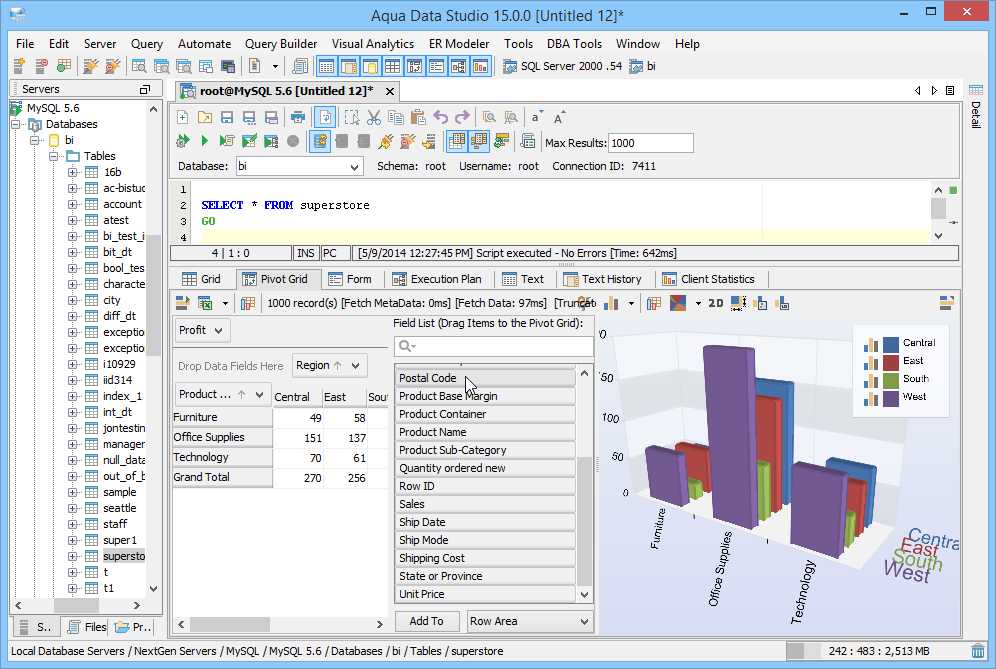 Aqua Data Studio 15.0.0 [Untitled 12]*
File Edit Server Query Automate Query Builder Visual Analytics ER Modeler Tools DBA Tools Window Help
SQL Server 2000 .54 bi
Servers
MySQL 5.6
Databases
bi
Tables
16b
ac-bistud
account
atest
bi_test_i
bit_dt
bool_tes
characte
city
diff_dt
exceptio
exceptio
i10929
iid314
index_1
int_dt
jontestin
manager
null_data
out_of_b
sample
seattle
staff
super1
supersto
t
t1
S.. Files Pr..
root@MySQL 5.6 [Untitled 12]*
Max Results: 1000
Database: bi Schema: root Username: root Connection ID: 7411
1
2 SELECT * FROM superstore
3 GO
4
4 | 1 : 0 INS PC [5/9/2014 12:27:45 PM] Script executed - No Errors [Time: 642ms]
Grid Pivot Grid Form Execution Plan Text Text History Client Statistics
1000 record(s) [Fetch MetaData: 0ms] [Fetch Data: 97ms] [Truncat 2D
Profit
Drop Data Fields Here Region
Product ... Central East Sou
Furniture 49 58
Office Supplies 151 137
Technology 70 61
Grand Total 270 256
Field List (Drag Items to the Pivot Grid):
Postal Code
Product Base Margin
Product Container
Product Name
Product Sub-Category
Quantity ordered new
Row ID
Sales
Ship Date
Ship Mode
Shipping Cost
State or Province
Unit Price
Add To Row Area
50
100
50
0
Furniture
Office Supplies
Technology
Centra
East
South
West
Central
East
South
West
Detail
Local Database Servers / NextGen Servers / MySQL / MySQL 5.6 / Databases / bi / Tables / superstore 242 : 483 : 2,513 MB